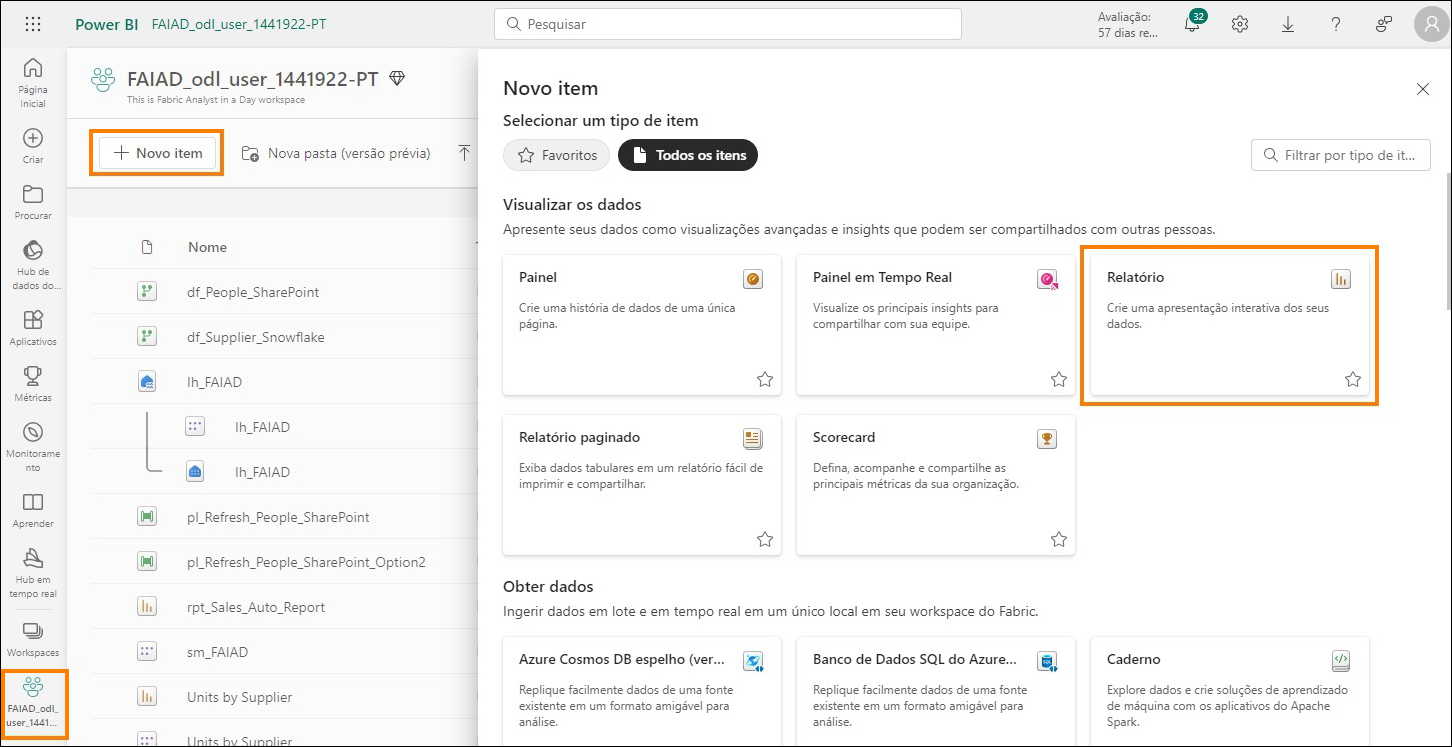 Power BI FAIAD_odl_user_1441922-PT
Pesquisar
Avaliação:
57 dias re...
32
Página
Inicial
Criar
Procurar
Hub de
dados do...
Aplicativos
Métricas
Monitorame
nto
Aprender
Hub em
tempo real
Workspaces
FAIAD_odl_
user_1441...
FAIAD_odl_user_1441922-PT
This is Fabric Analyst in a Day workspace
Novo item
Nova pasta (versão prévia)
Nome
df_People_SharePoint
df_Supplier_Snowflake
lh_FAIAD
lh_FAIAD
lh_FAIAD
pl_Refresh_People_SharePoint
pl_Refresh_People_SharePoint_Option2
rpt_Sales_Auto_Report
sm_FAIAD
Units by Supplier
Units by Supplier
Novo item
Selecionar um tipo de item
Favoritos
Todos os itens
Filtrar por tipo de it...
Visualizar os dados
Apresente seus dados como visualizações avançadas e insights que podem ser compartilhados com outras pessoas.
Painel
Crie uma história de dados de uma única
página.
Painel em Tempo Real
Visualize os principais insights para
compartilhar com sua equipe.
Relatório
Crie uma apresentação interativa dos seus
dados.
Relatório paginado
Exiba dados tabulares em um relatório fácil de
imprimir e compartilhar.
Scorecard
Defina, acompanhe e compartilhe as
principais métricas da sua organização.
Obter dados
Ingerir dados em lote e em tempo real em um único local em seu workspace do Fabric.
Azure Cosmos DB espelho (ver...
Replique facilmente dados de uma fonte
existente em um formato amigável para
análise.
Banco de Dados SQL do Azure...
Replique facilmente dados de uma fonte
existente em um formato amigável para
análise.
Caderno
Explore dados e crie soluções de aprendizado
de máquina com os aplicativos do Apache
Spark.